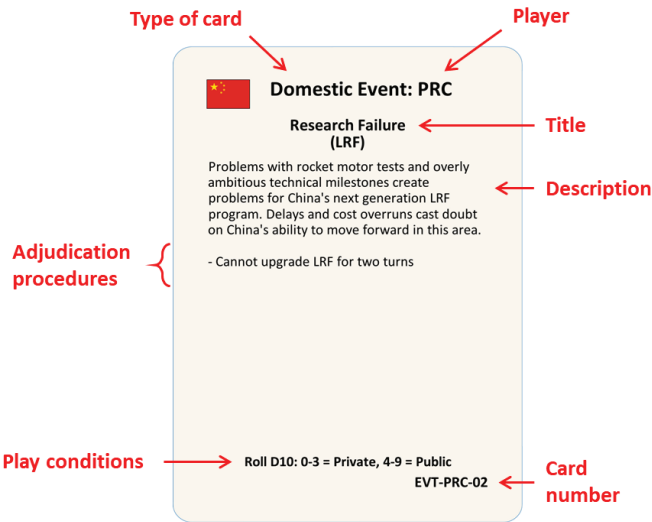 Type of card
Player
Domestic Event: PRC
Research Failure
(LRF)
Title
Problems with rocket motor tests and overly
ambitious technical milestones create
problems for China's next generation LRF
program. Delays and cost overruns cast doubt
on China's ability to move forward in this area.
Description
Adjudication
procedures
- Cannot upgrade LRF for two turns
Play conditions
Roll D10: 0-3 = Private, 4-9 = Public
EVT-PRC-02
Card
number